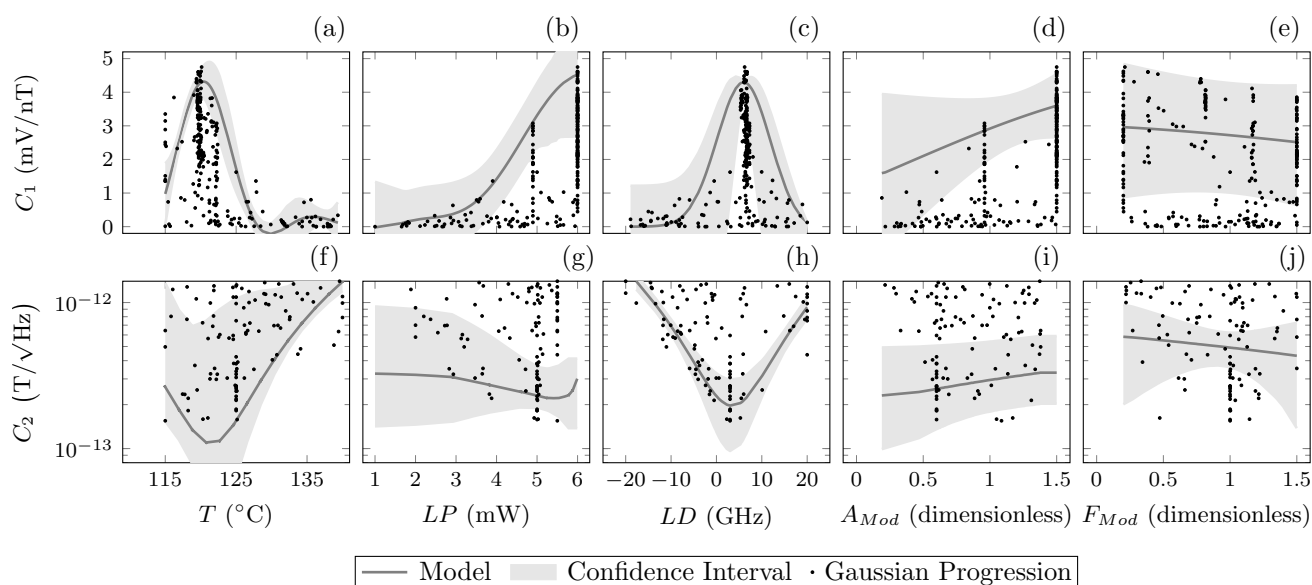 (a) (b) (c) (d) (e)
5
4
3
2
1
0
C1 (mV/nT)
(f) (g) (h) (i) (j)
10−12
10−13
C2 (T/√Hz)
115 125 135 1 2 3 4 5 6 −20 −10 0 10 20 0 0.5 1 1.5 0 0.5 1 1.5
T (°C) LP (mW) LD (GHz) AMod (dimensionless) FMod (dimensionless)
Model Confidence Interval Gaussian Progression